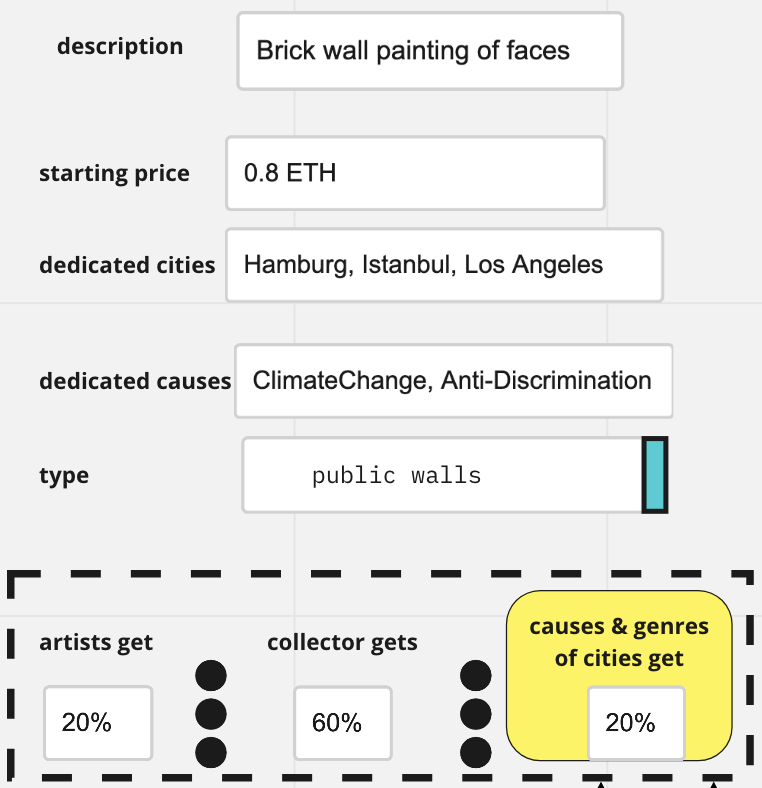 description
Brick wall painting of faces
starting price
0.8 ETH
dedicated cities
Hamburg, Istanbul, Los Angeles
dedicated causes
ClimateChange, Anti-Discrimination
type
public walls
artists get
20%
collector gets
60%
causes & genres
of cities get
20%